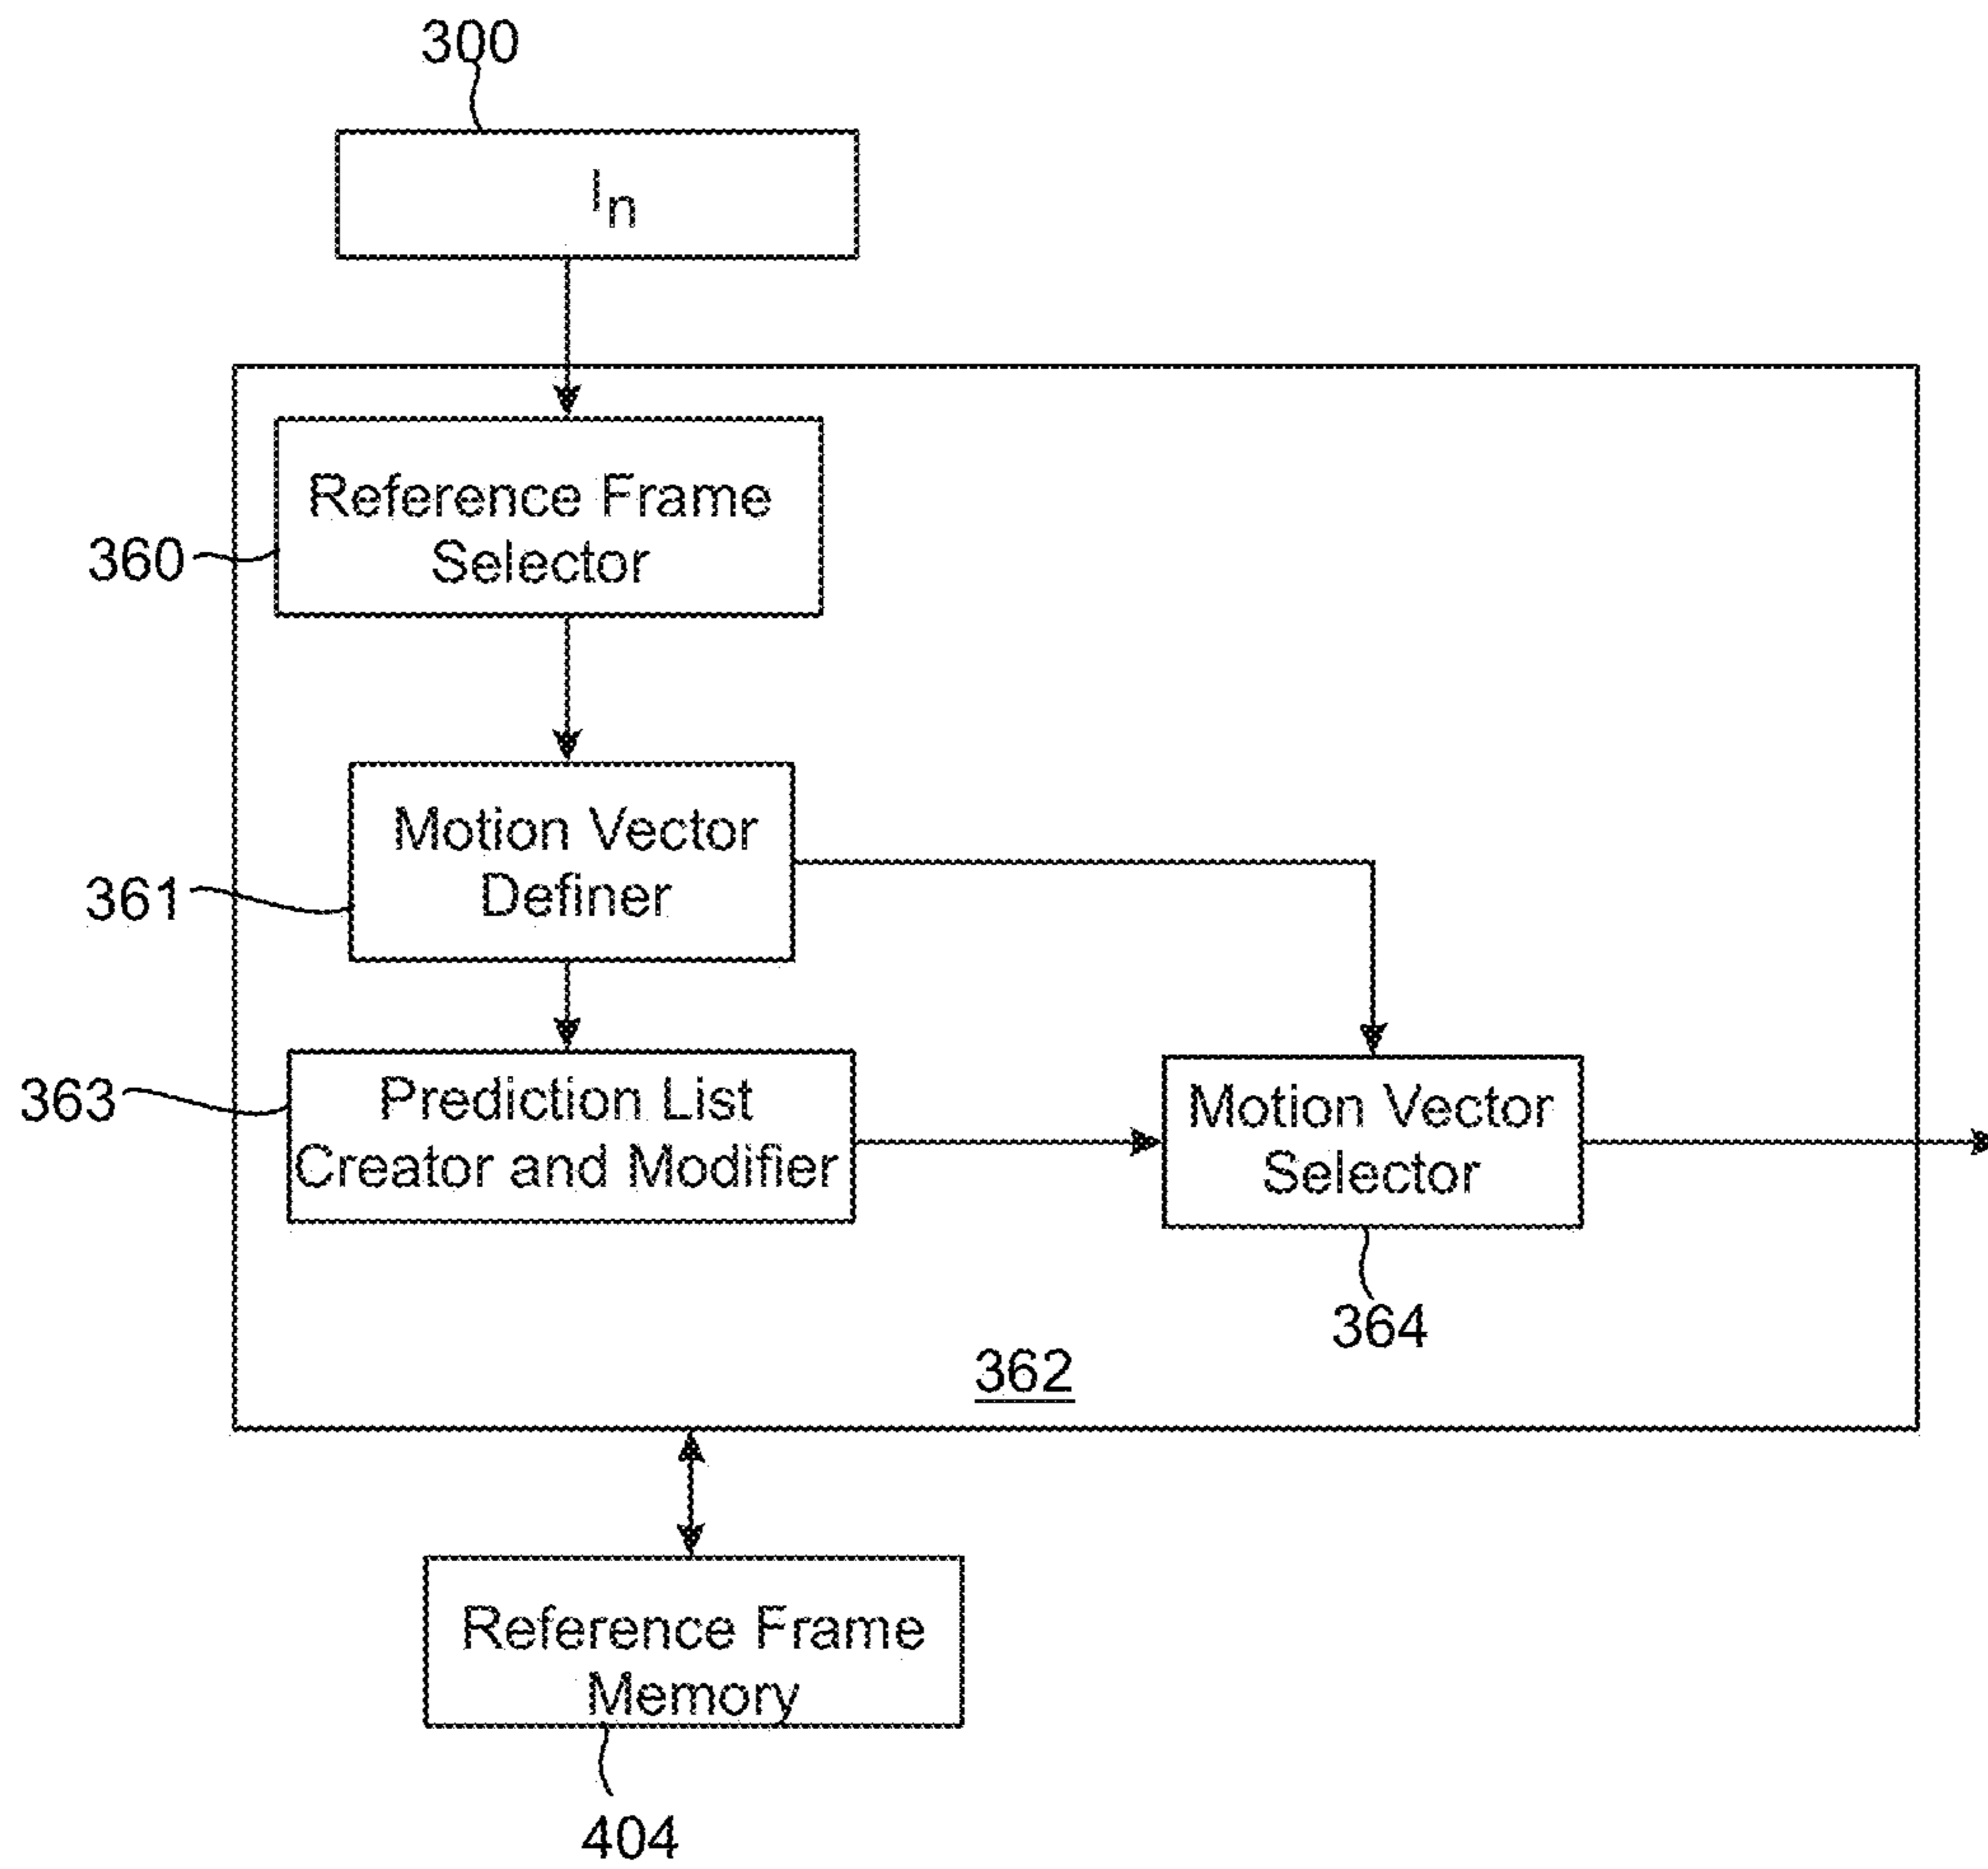 300
In
Reference Frame
Selector
360
Motion Vector
Definer
361
Prediction List
Creator and Modifier
363
Motion Vector
Selector
364
362
Reference Frame
Memory
404